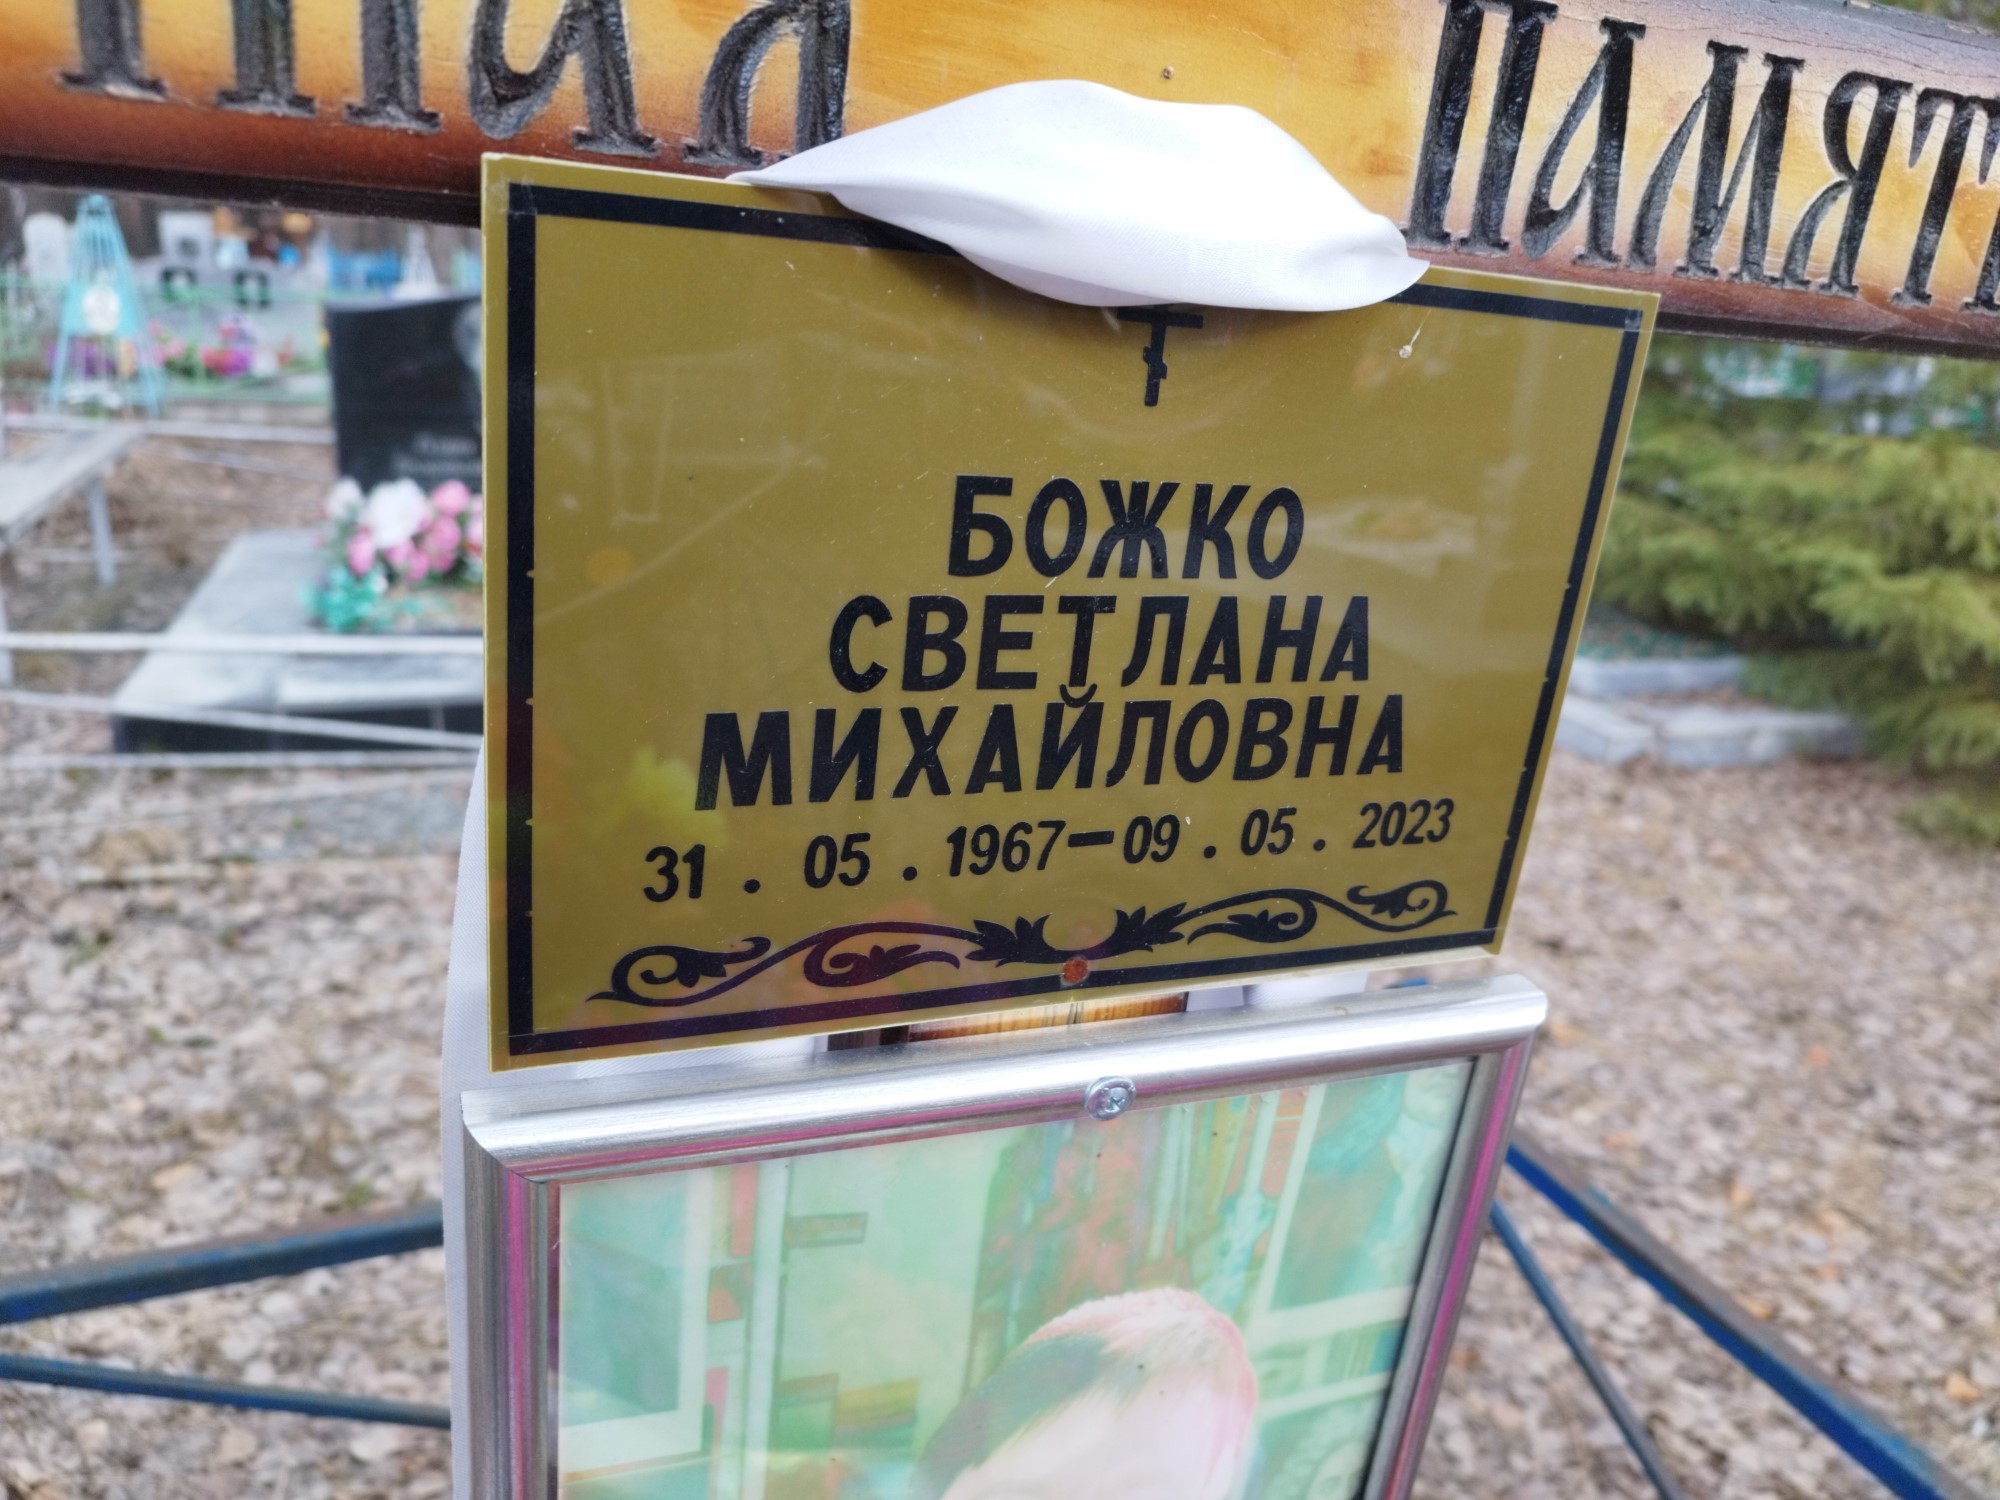 ПАМЯТ
БОЖКО
СВЕТЛАНА
МИХАЙЛОВНА
31 . 05 . 1967—09 . 05 . 2023